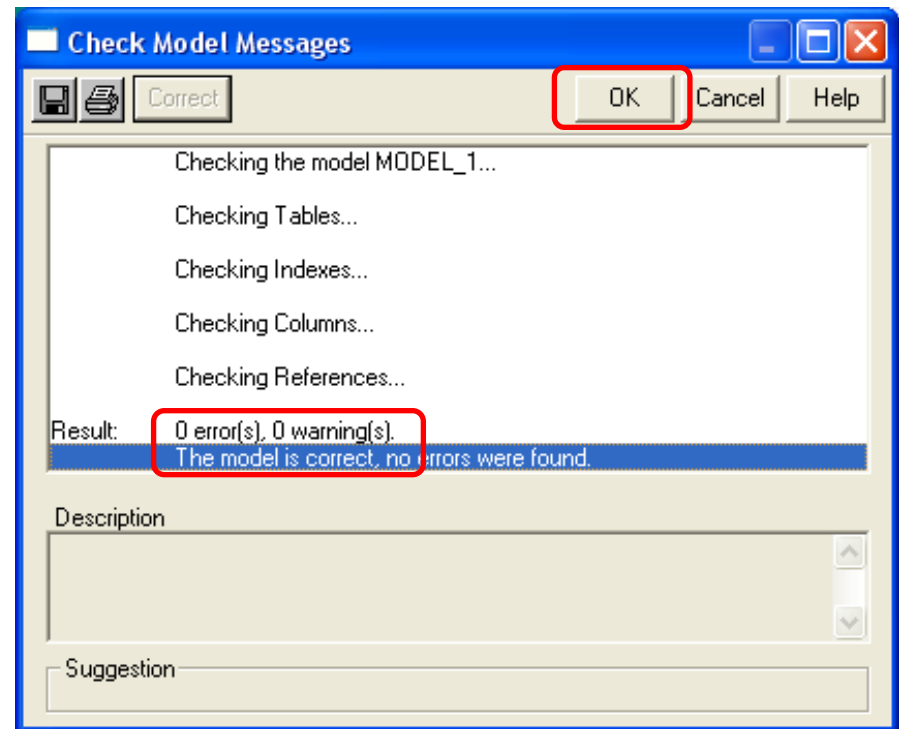 Check Model Messages
Correct OK Cancel Help
Checking the model MODEL_1...
Checking Tables...
Checking Indexes...
Checking Columns...
Checking References...
Result: 0 error(s), 0 warning(s).
The model is correct, no errors were found.
Description
Suggestion